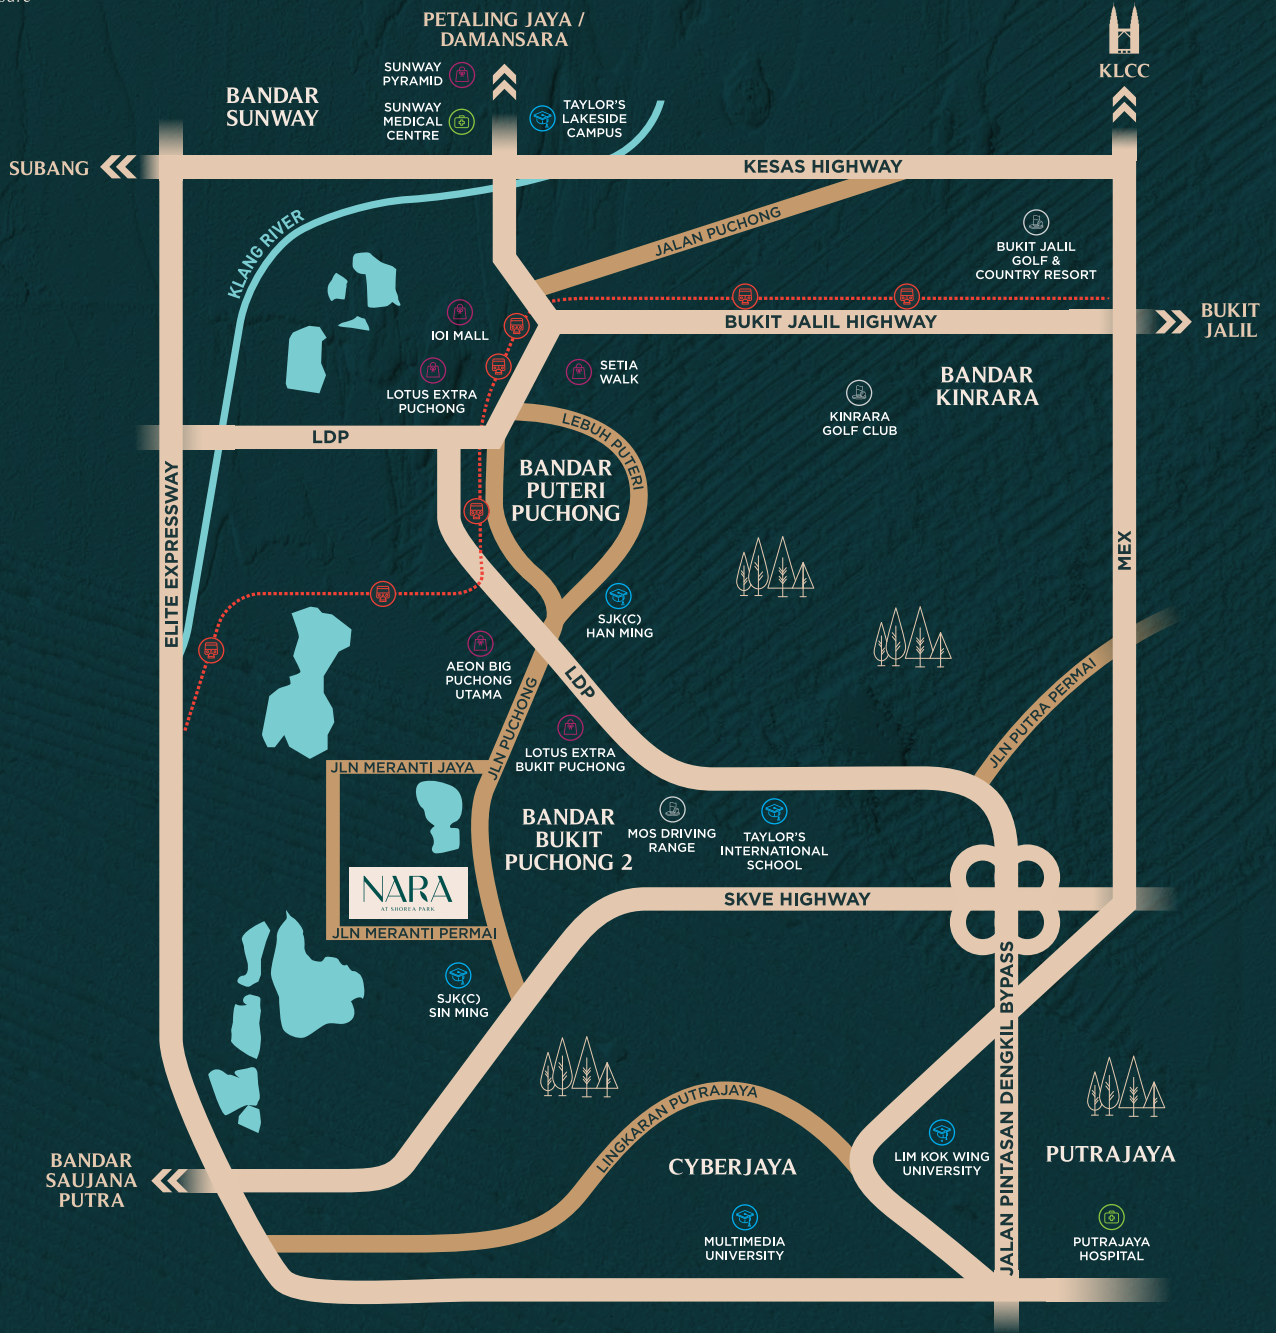 PETALING JAYA /
DAMANSARA
KLCC
SUNWAY
PYRAMID
BANDAR
SUNWAY
SUNWAY
MEDICAL
CENTRE
TAYLOR'S
LAKESIDE
CAMPUS
SUBANG
KESAS HIGHWAY
KLANG RIVER
JALAN PUCHONG
BUKIT JALIL
GOLF &
COUNTRY RESORT
IOI MALL
BUKIT JALIL HIGHWAY
BUKIT
JALIL
LOTUS EXTRA
PUCHONG
SETIA
WALK
BANDAR
KINRARA
KINRARA
GOLF CLUB
LDP
LEBUH PUTERI
BANDAR
PUTERI
PUCHONG
ELITE EXPRESSWAY
MEX
SJK(C)
HAN MING
AEON BIG
PUCHONG
UTAMA
LDP
JLN PUCHONG
JLN PUTRA PERMAI
LOTUS EXTRA
BUKIT PUCHONG
JLN MERANTI JAYA
BANDAR
BUKIT
PUCHONG 2
MOS DRIVING
RANGE
TAYLOR'S
INTERNATIONAL
SCHOOL
NARA
AT SHOREA PARK
SKVE HIGHWAY
JLN MERANTI PERMAI
SJK(C)
SIN MING
JALAN PINTASAN DENGKIL BYPASS
LINGKARAN PUTRAJAYA
BANDAR
SAUJANA
PUTRA
CYBERJAYA
LIM KOK WING
UNIVERSITY
PUTRAJAYA
MULTIMEDIA
UNIVERSITY
PUTRAJAYA
HOSPITAL